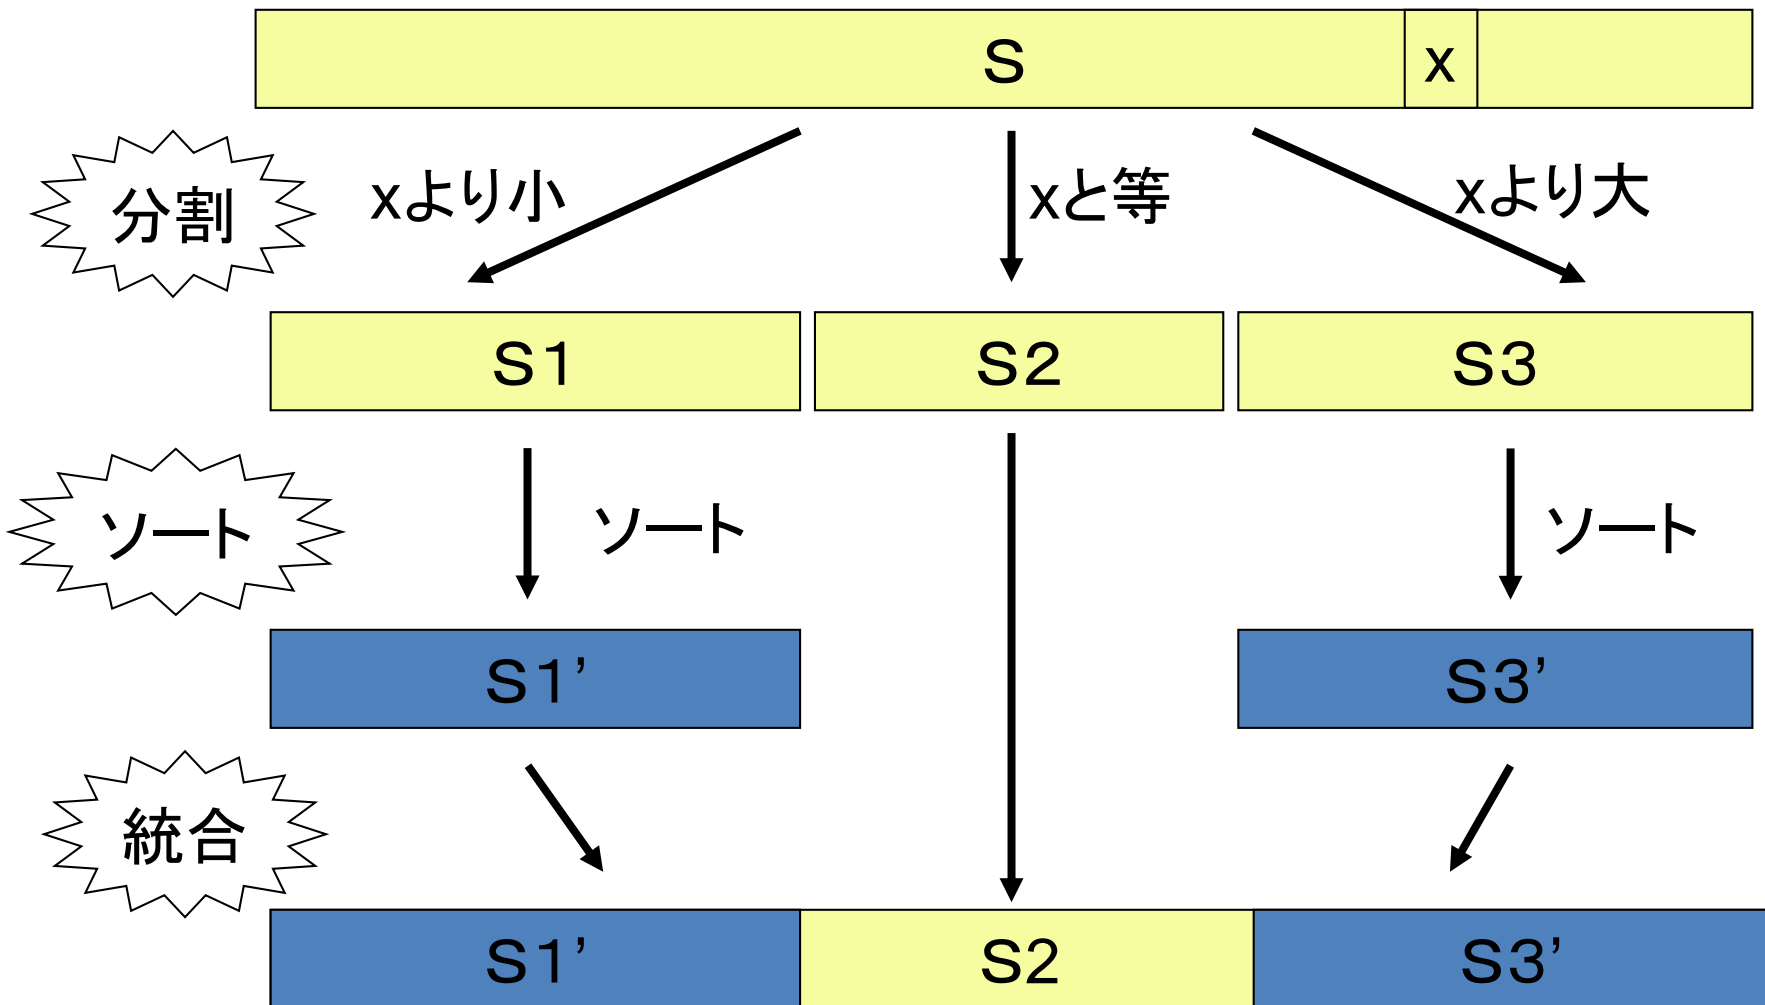 S
x
分割
xより小
xと等
xより大
S1
S2
S3
ソート
ソート
ソート
S1’
S3’
統合
S1’
S2
S3’